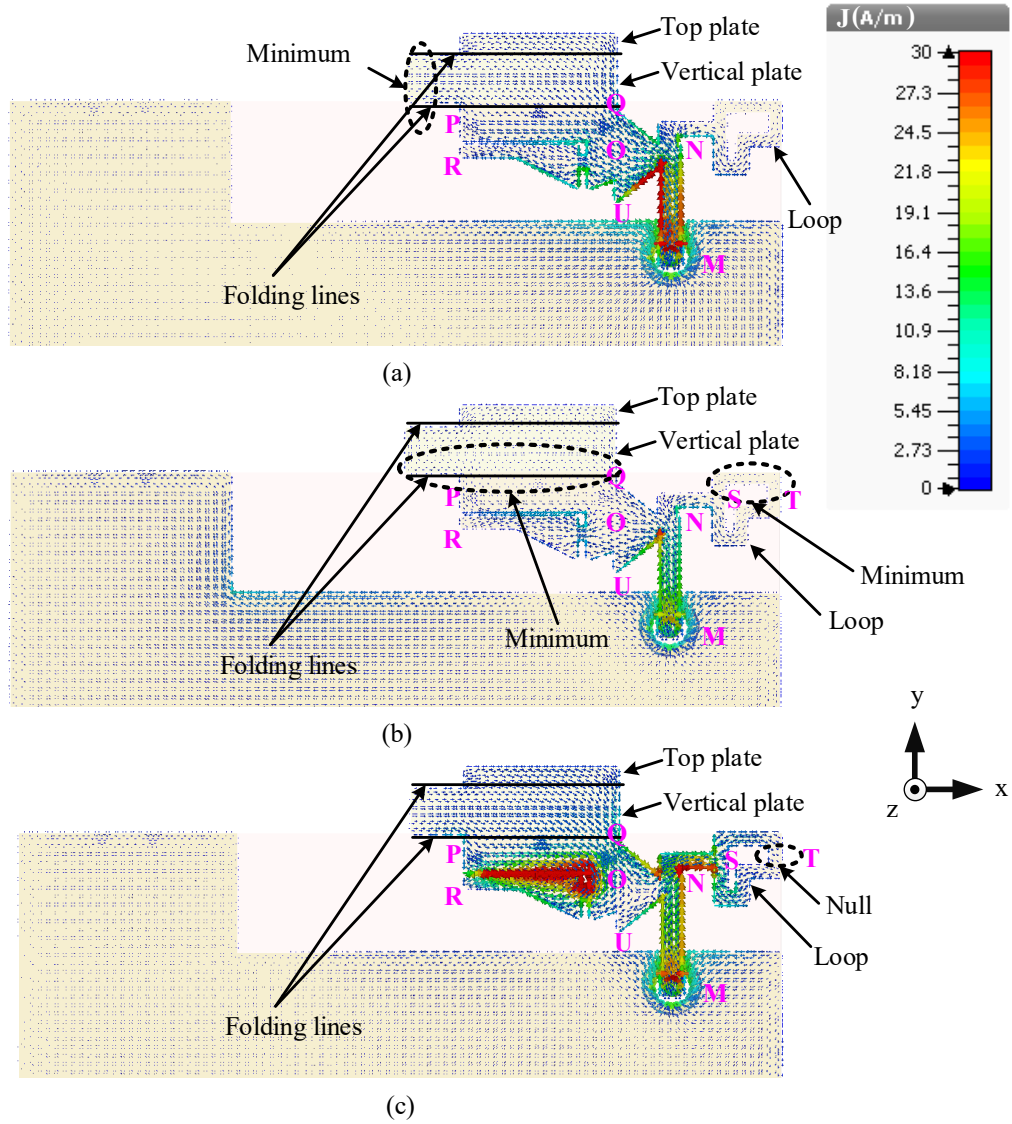 J(A/m)
30
27.3
24.5
21.8
19.1
16.4
13.6
10.9
8.18
5.45
2.73
0
Top plate
Minimum
Vertical plate
Q
P
O
N
R
U
Loop
M
Folding lines
(a)
Top plate
Vertical plate
Q
P
S
T
O
N
R
U
Minimum
Loop
Minimum
M
Folding lines
(b)
y
x
z
Top plate
Vertical plate
Q
P
S
T
O
N
R
Null
U
Loop
M
Folding lines
(c)